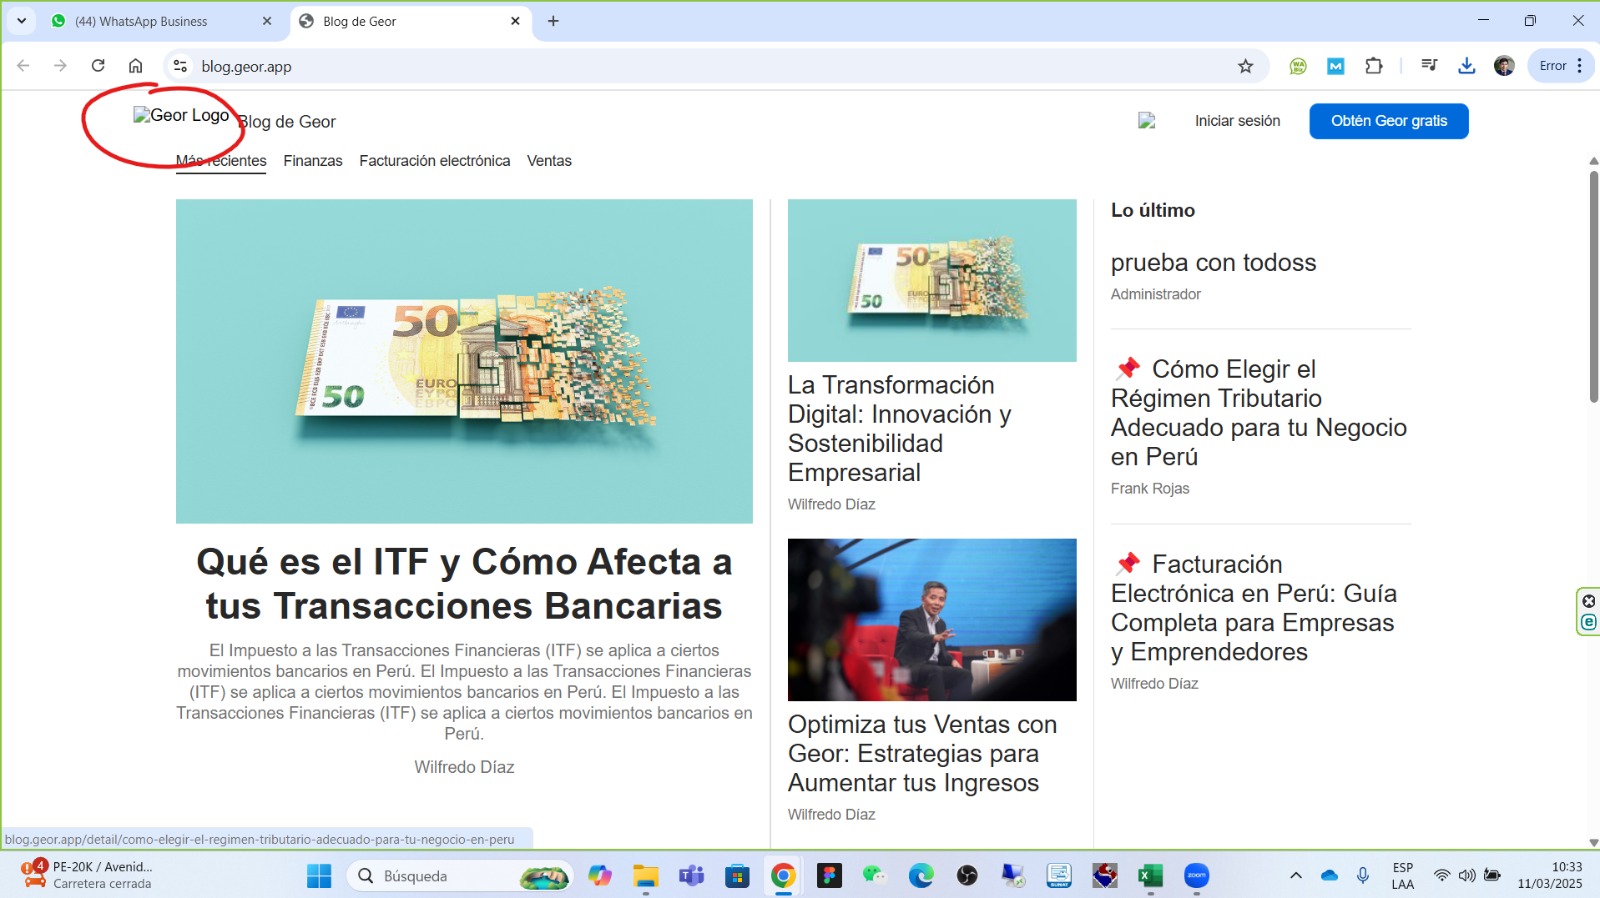 (44) WhatsApp Business
Blog de Geor
blog.geor.app
Error
Geor Logo
Blog de Geor
Iniciar sesión
Obtén Geor gratis
Más recientes
Finanzas
Facturación electrónica
Ventas
50
EURO
50
Qué es el ITF y Cómo Afecta a
tus Transacciones Bancarias
El Impuesto a las Transacciones Financieras (ITF) se aplica a ciertos
movimientos bancarios en Perú. El Impuesto a las Transacciones Financieras
(ITF) se aplica a ciertos movimientos bancarios en Perú. El Impuesto a las
Transacciones Financieras (ITF) se aplica a ciertos movimientos bancarios en
Perú.
Wilfredo Díaz
50
50
La Transformación
Digital: Innovación y
Sostenibilidad
Empresarial
Wilfredo Díaz
Optimiza tus Ventas con
Geor: Estrategias para
Aumentar tus Ingresos
Wilfredo Díaz
Lo último
prueba con todoss
Administrador
📌 Cómo Elegir el
Régimen Tributario
Adecuado para tu Negocio
en Perú
Frank Rojas
📌 Facturación
Electrónica en Perú: Guía
Completa para Empresas
y Emprendedores
Wilfredo Díaz
blog.geor.app/detail/como-elegir-el-regimen-tributario-adecuado-para-tu-negocio-en-peru
4
PE-20K / Avenid...
Carretera cerrada
Búsqueda
zoom
ESP
LAA
10:33
11/03/2025